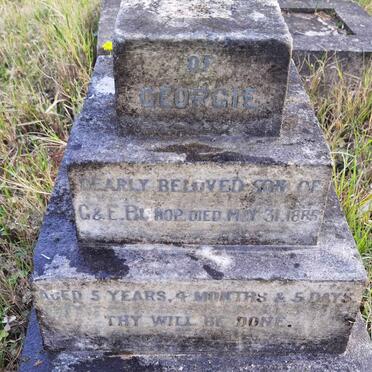 OF
GEORGIE
DEARLY BELOVED SON OF
G & E. DIED MAY 31. 1885
AGED 5 YEARS, 4 MONTHS & 5 DAYS
THY WILL BE DONE.